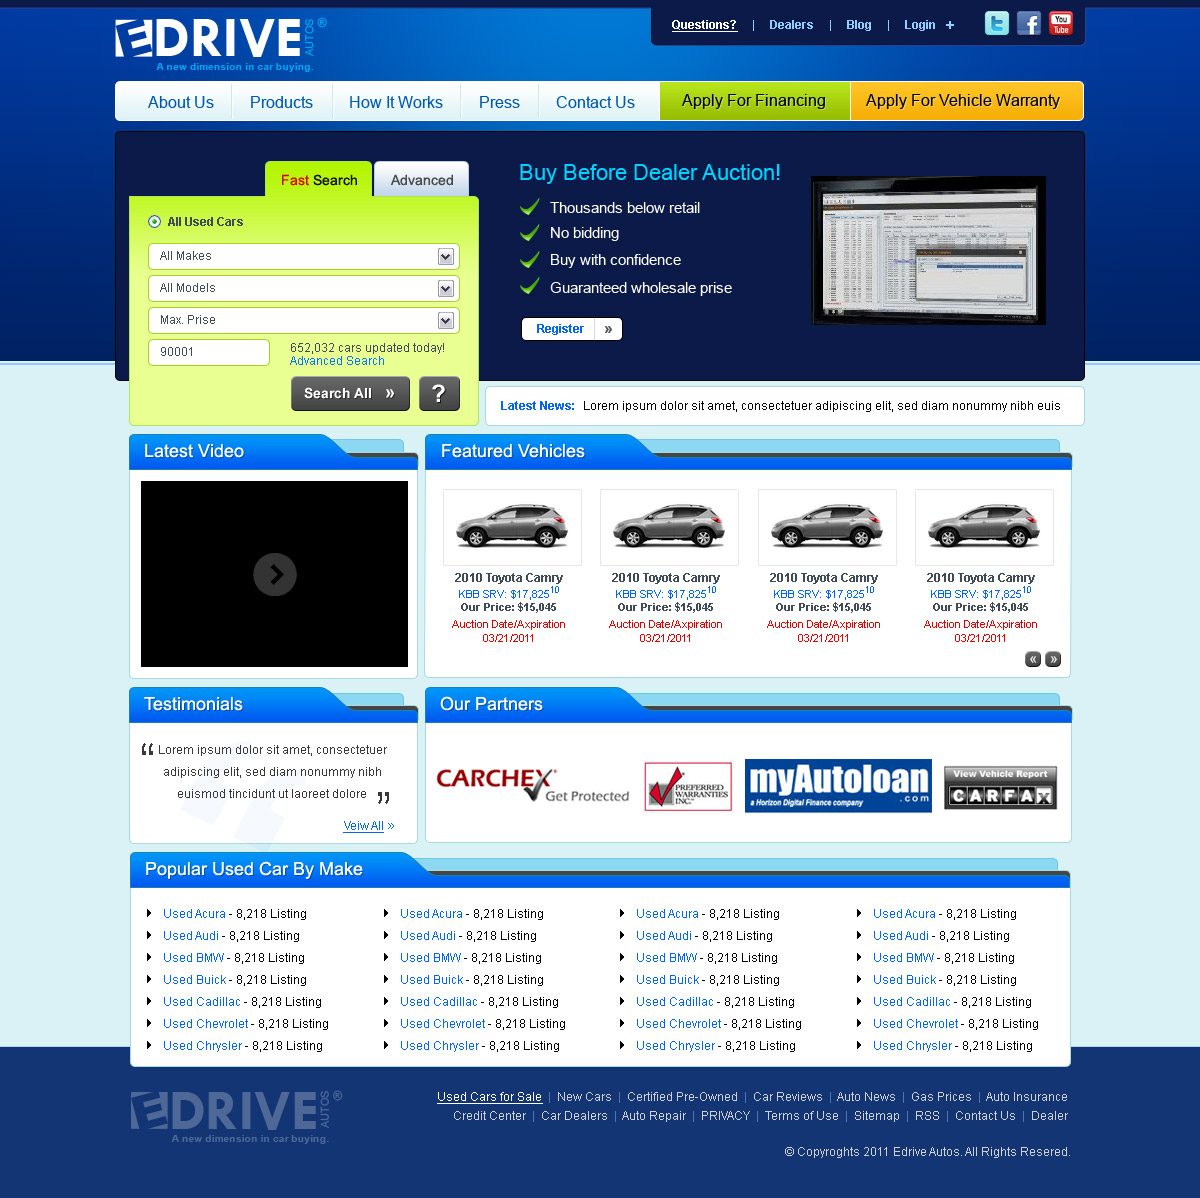 EDRIVE AUTOS ®
A new dimension in car buying.
Questions? | Dealers | Blog | Login +
You Tube
About Us Products How It Works Press Contact Us Apply For Financing Apply For Vehicle Warranty
Fast Search Advanced
All Used Cars
All Makes
All Models
Max. Prise
90001
652,032 cars updated today!
Advanced Search
Search All »
?
Buy Before Dealer Auction!
Thousands below retail
No bidding
Buy with confidence
Guaranteed wholesale prise
Register »
Latest News: Lorem ipsum dolor sit amet, consectetuer adipiscing elit, sed diam nonummy nibh euis
Latest Video
Featured Vehicles
2010 Toyota Camry 2010 Toyota Camry 2010 Toyota Camry 2010 Toyota Camry
KBB SRV: $17,82510 KBB SRV: $17,82510 KBB SRV: $17,82510 KBB SRV: $17,82510
Our Price: $15,045 Our Price: $15,045 Our Price: $15,045 Our Price: $15,045
Auction Date/Axpiration Auction Date/Axpiration Auction Date/Axpiration Auction Date/Axpiration
03/21/2011 03/21/2011 03/21/2011 03/21/2011
« »
Testimonials
“ Lorem ipsum dolor sit amet, consectetuer
adipiscing elit, sed diam nonummy nibh
euismod tincidunt ut laoreet dolore ”
Veiw All »
Our Partners
CARCHEX
Get Protected
PREFERRED
WARRANTIES
INC.
myAutoloan
.com
a Horizon Digital Finance company
View Vehicle Report
CARFAX
Popular Used Car By Make
Used Acura - 8,218 Listing Used Acura - 8,218 Listing Used Acura - 8,218 Listing Used Acura - 8,218 Listing
Used Audi - 8,218 Listing Used Audi - 8,218 Listing Used Audi - 8,218 Listing Used Audi - 8,218 Listing
Used BMW - 8,218 Listing Used BMW - 8,218 Listing Used BMW - 8,218 Listing Used BMW - 8,218 Listing
Used Buick - 8,218 Listing Used Buick - 8,218 Listing Used Buick - 8,218 Listing Used Buick - 8,218 Listing
Used Cadillac - 8,218 Listing Used Cadillac - 8,218 Listing Used Cadillac - 8,218 Listing Used Cadillac - 8,218 Listing
Used Chevrolet - 8,218 Listing Used Chevrolet - 8,218 Listing Used Chevrolet - 8,218 Listing Used Chevrolet - 8,218 Listing
Used Chrysler - 8,218 Listing Used Chrysler - 8,218 Listing Used Chrysler - 8,218 Listing Used Chrysler - 8,218 Listing
EDRIVE AUTOS ®
A new dimension in car buying.
Used Cars for Sale | New Cars | Certified Pre-Owned | Car Reviews | Auto News | Gas Prices | Auto Insurance
Credit Center | Car Dealers | Auto Repair | PRIVACY | Terms of Use | Sitemap | RSS | Contact Us | Dealer
© Copyroghts 2011 Edrive Autos. All Rights Resered.